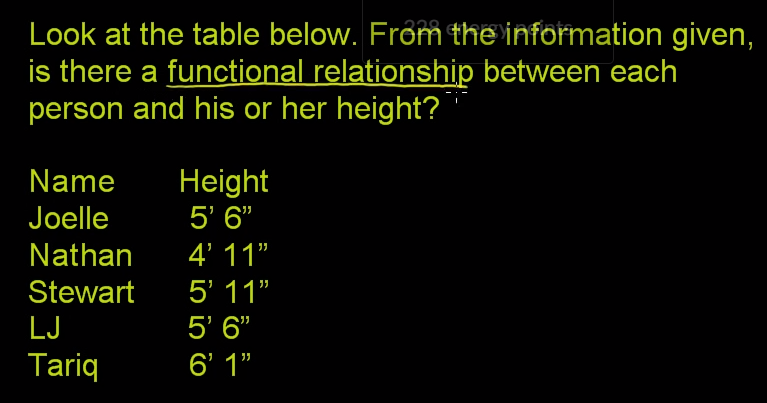 228 energy points
Look at the table below. From the information given,
is there a functional relationship between each
person and his or her height?
Name Height
Joelle 5’ 6”
Nathan 4’ 11”
Stewart 5’ 11”
LJ 5’ 6”
Tariq 6’ 1”